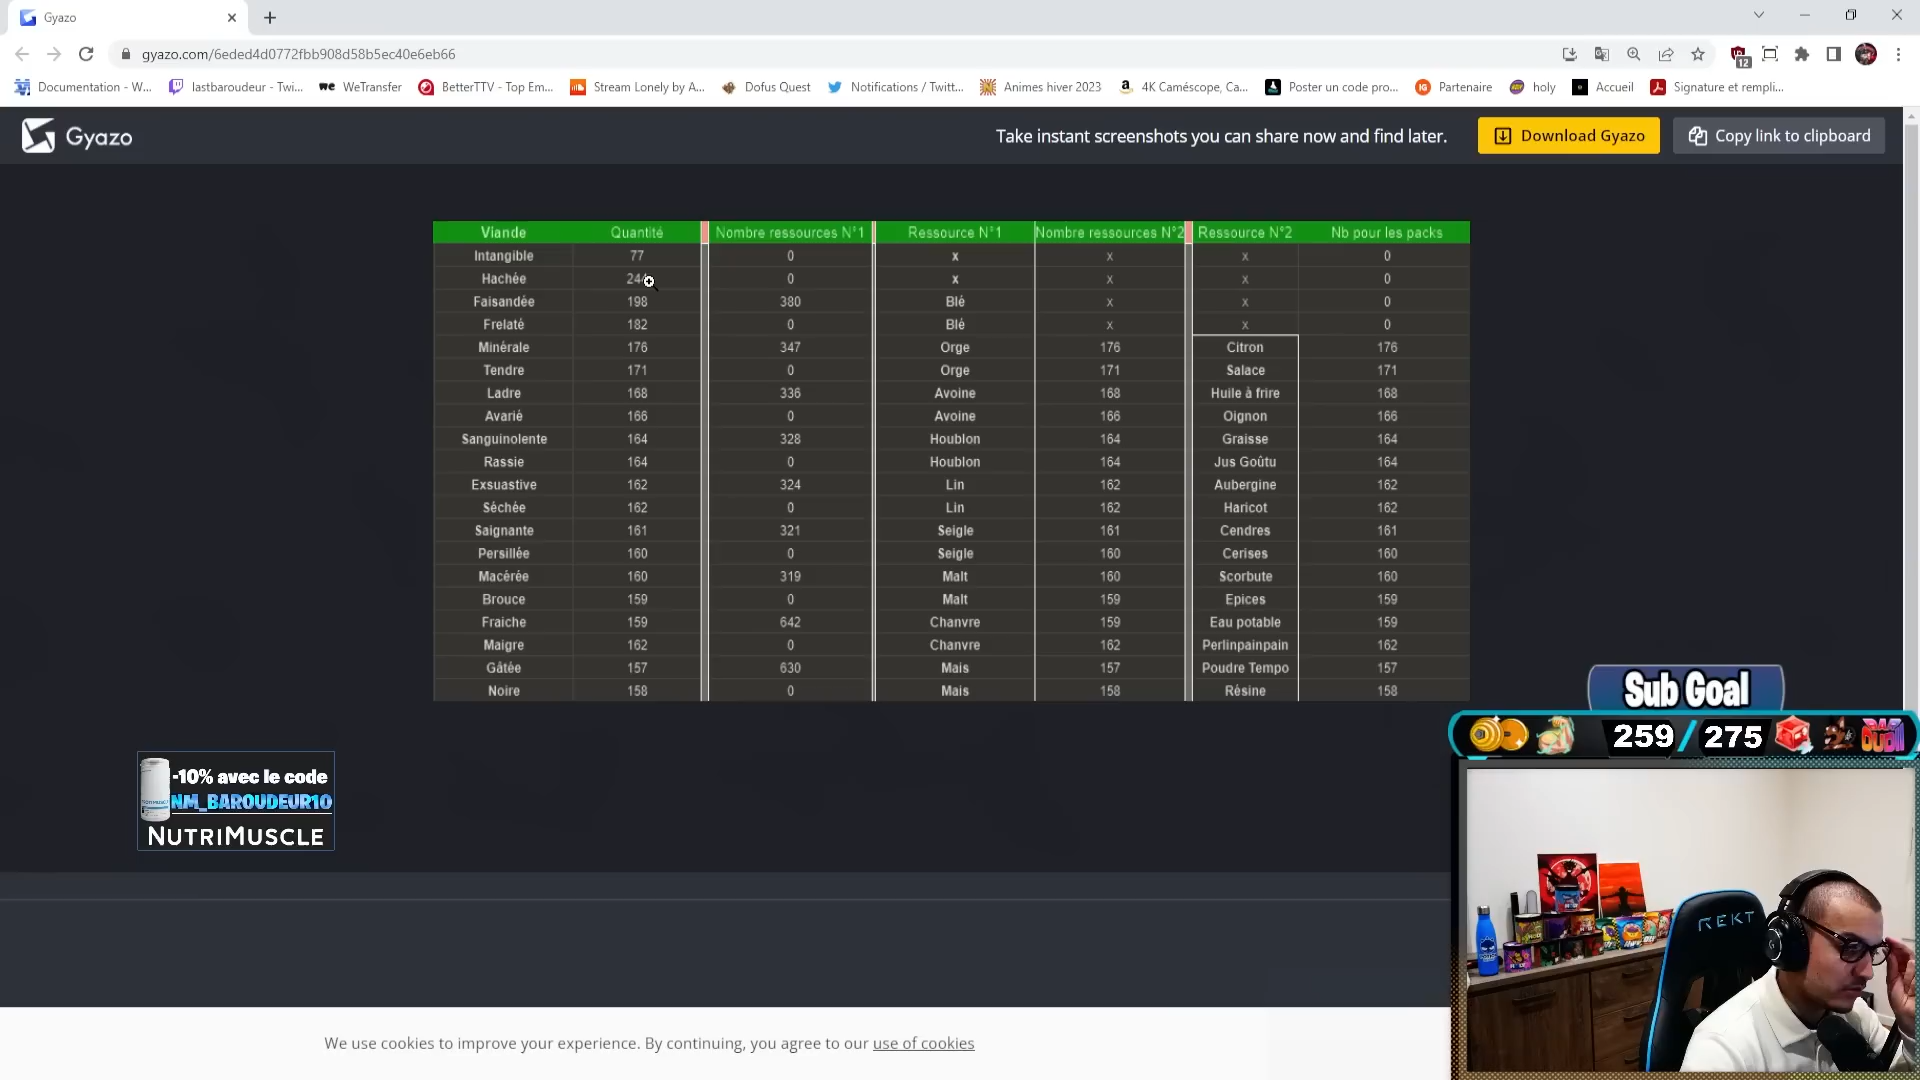 Gyazo
gyazo.com/6eded4d0772fbb908d58b5ec40e6eb66
12
Documentation - W... lastbaroudeur - Twi... WeTransfer BetterTTV - Top Em... Stream Lonely by A... Dofus Quest Notifications / Twitt... Animes hiver 2023 4K Caméscope, Ca... Poster un code pro... Partenaire holy Accueil Signature et rempli...
Gyazo Take instant screenshots you can share now and find later. Download Gyazo Copy link to clipboard
Viande Quantité Nombre ressources N°1 Ressource N°1 Nombre ressources N°2 Ressource N°2 Nb pour les packs
Intangible 77 0 x x x 0
Hachée 0 x x x 0
Faisandée 198 380 Blé x x 0
Frelaté 182 0 Blé x x 0
Minérale 176 347 Orge 176 Citron 176
Tendre 171 0 Orge 171 Salace 171
Ladre 168 336 Avoine 168 Huile à frire 168
Avarié 166 0 Avoine 166 Oignon 166
Sanguinolente 164 328 Houblon 164 Graisse 164
Rassie 164 0 Houblon 164 Jus Goûtu 164
Exsuastive 162 324 Lin 162 Aubergine 162
Séchée 162 0 Lin 162 Haricot 162
Saignante 161 321 Seigle 161 Cendres 161
Persillée 160 0 Seigle 160 Cerises 160
Macérée 160 319 Malt 160 Scorbute 160
Brouce 159 0 Malt 159 Epices 159
Fraiche 159 642 Chanvre 159 Eau potable 159
Maigre 162 0 Chanvre 162 Perlinpainpain 162
Gâtée 157 630 Mais 157 Poudre Tempo 157
Noire 158 0 Mais 158 Résine 158
Sub Goal
259 / 275
-10% avec le code
NM_BAROUDEUR10
NUTRIMUSCLE
REKT
We use cookies to improve your experience. By continuing, you agree to our use of cookies